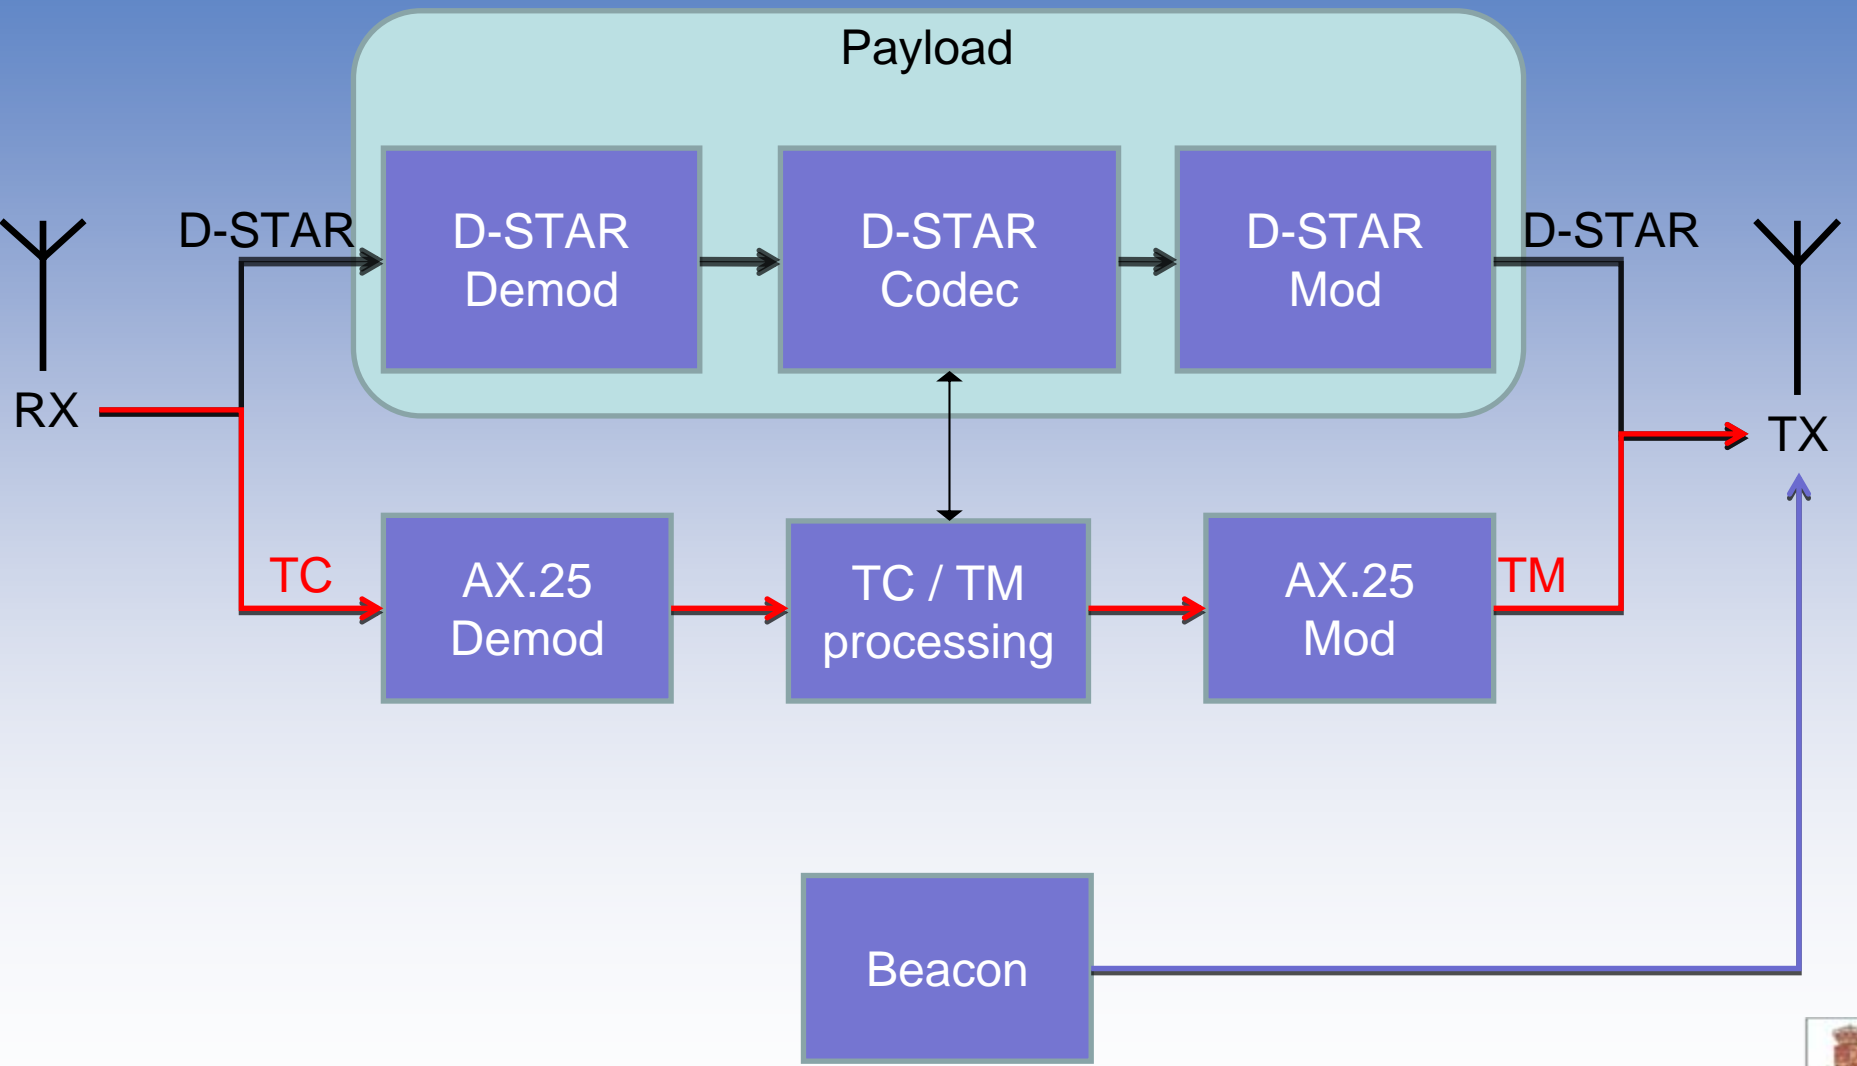 Payload
D-STAR
D-STAR
Demod
D-STAR
Codec
D-STAR
Mod
D-STAR
RX
TX
TC
AX.25
Demod
TC / TM
processing
AX.25
Mod
TM
Beacon